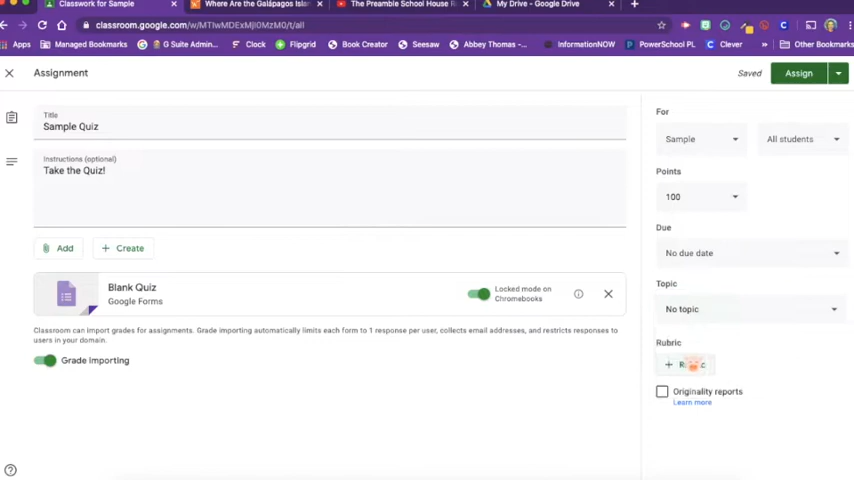 Classwork for Sample
Where Are the Galápagos Islan
The Preamble School House Ro
My Drive - Google Drive
classroom.google.com/w/MTIwMDExMjI0MzM0/t/all
Apps
Managed Bookmarks
G Suite Admin...
Clock
Flipgrid
Book Creator
Seesaw
Abbey Thomas -...
InformationNOW
PowerSchool PL
Clever
»
Other Bookmarks
Assignment
Saved
Assign
Title
Sample Quiz
Instructions (optional)
Take the Quiz!
Add
Create
Blank Quiz
Google Forms
Locked mode on
Chromebooks
Classroom can import grades for assignments. Grade importing automatically limits each form to 1 response per user, collects email addresses, and restricts responses to
users in your domain.
Grade Importing
For
Sample
All students
Points
100
Due
No due date
Topic
No topic
Rubric
Originality reports
Learn more